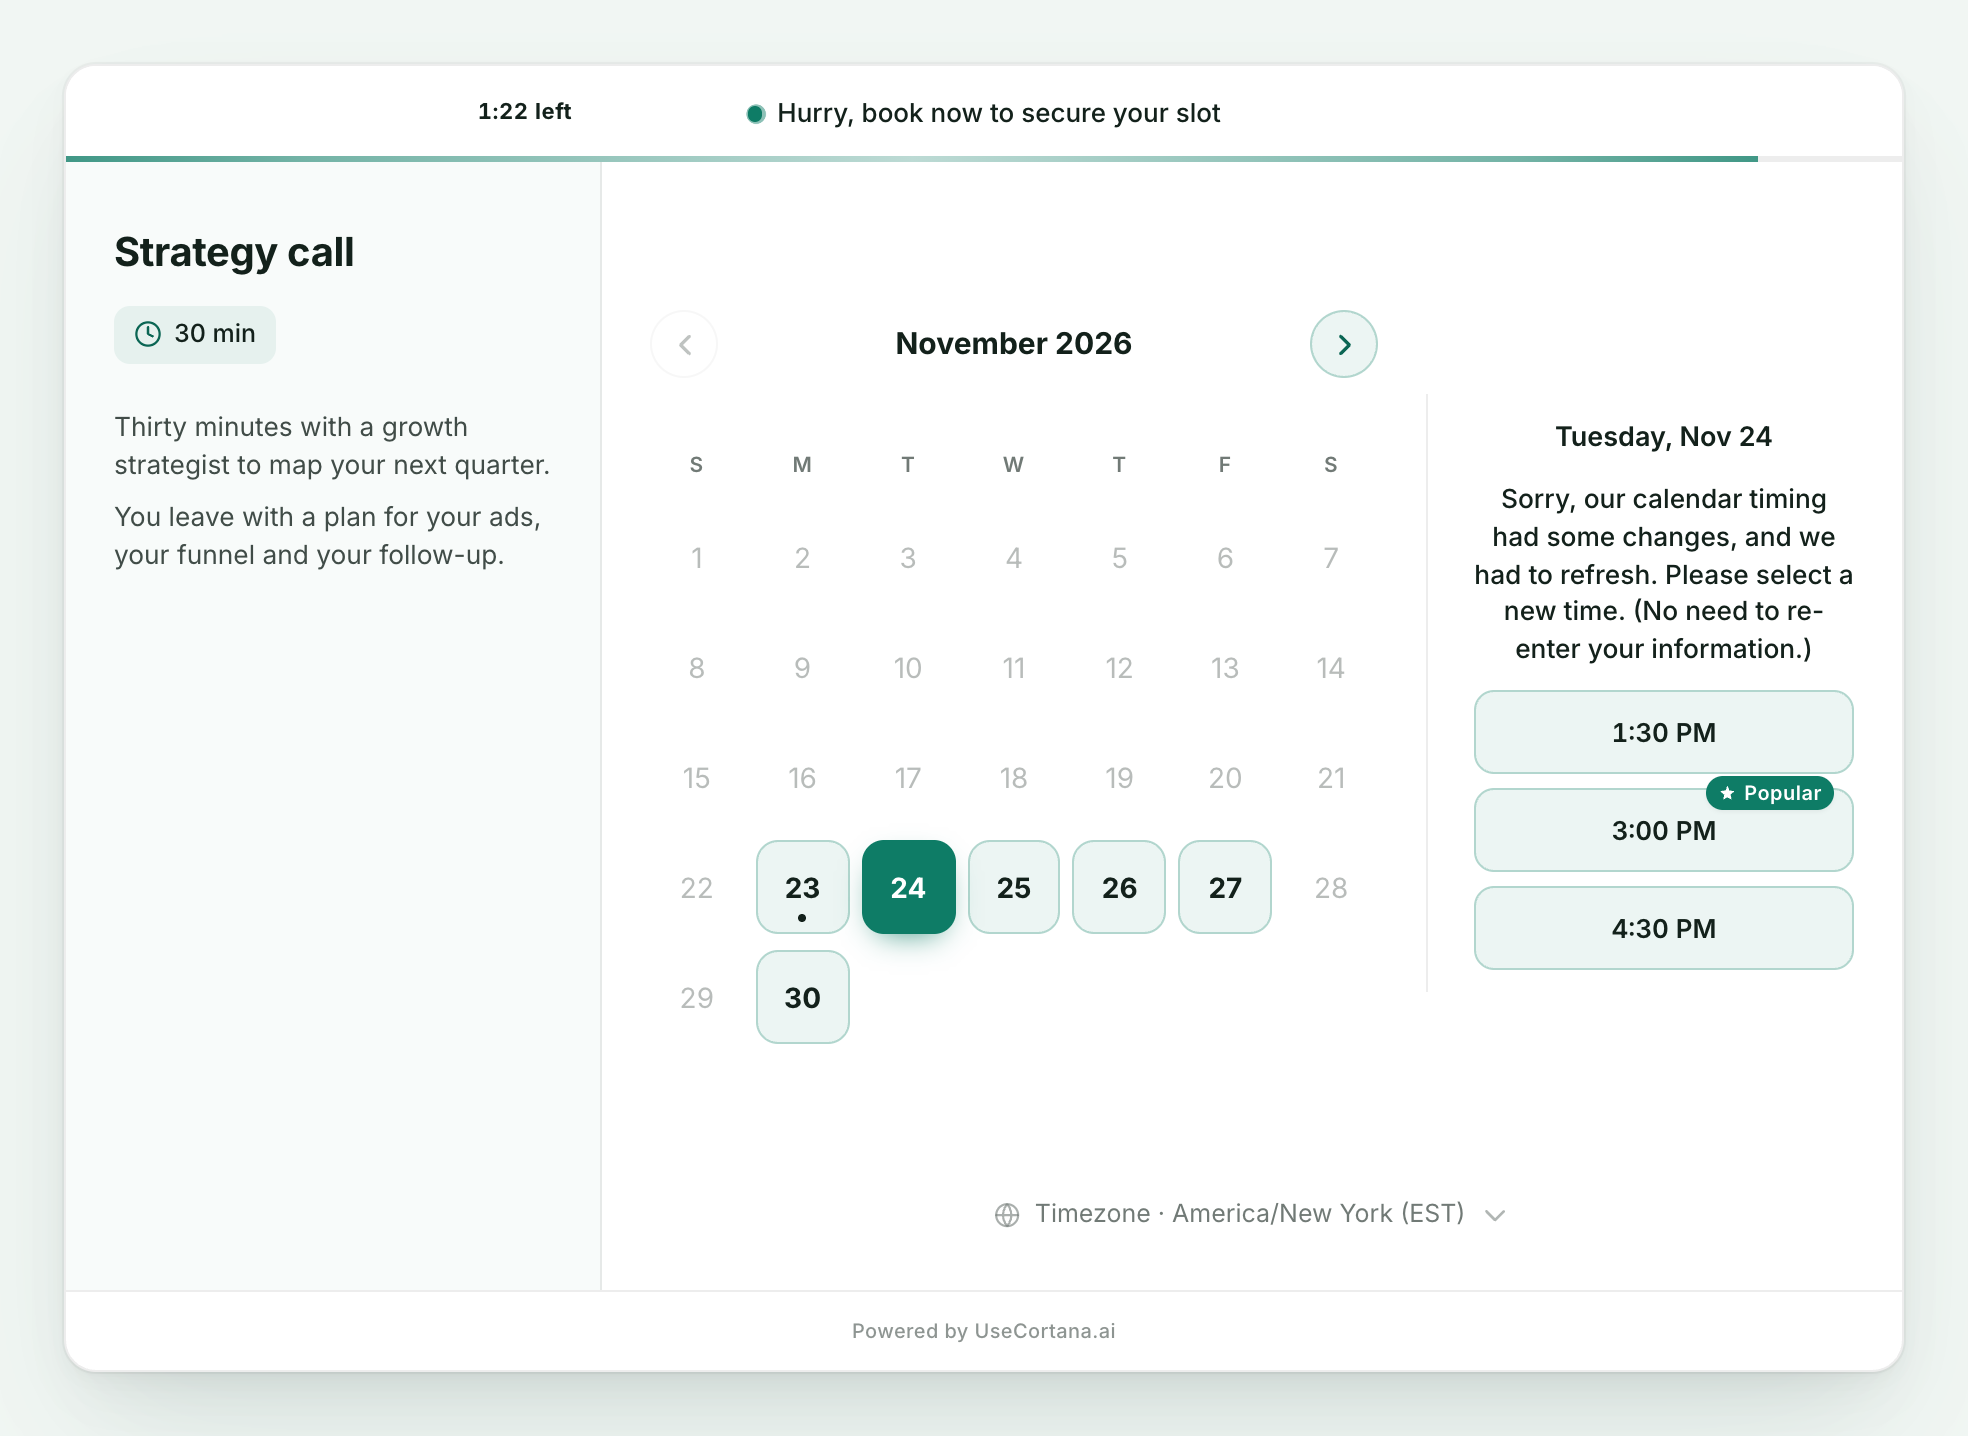 1:22 left
Hurry, book now to secure your slot
Strategy call
30 min
Thirty minutes with a growth
strategist to map your next quarter.
You leave with a plan for your ads,
your funnel and your follow-up.
November 2026
S M T W T F S
1 2 3 4 5 6 7
8 9 10 11 12 13 14
15 16 17 18 19 20 21
22 23 24 25 26 27 28
29 30
Tuesday, Nov 24
Sorry, our calendar timing
had some changes, and we
had to refresh. Please select a
new time. (No need to re-
enter your information.)
1:30 PM
Popular
3:00 PM
4:30 PM
Timezone · America/New York (EST)
Powered by UseCortana.ai